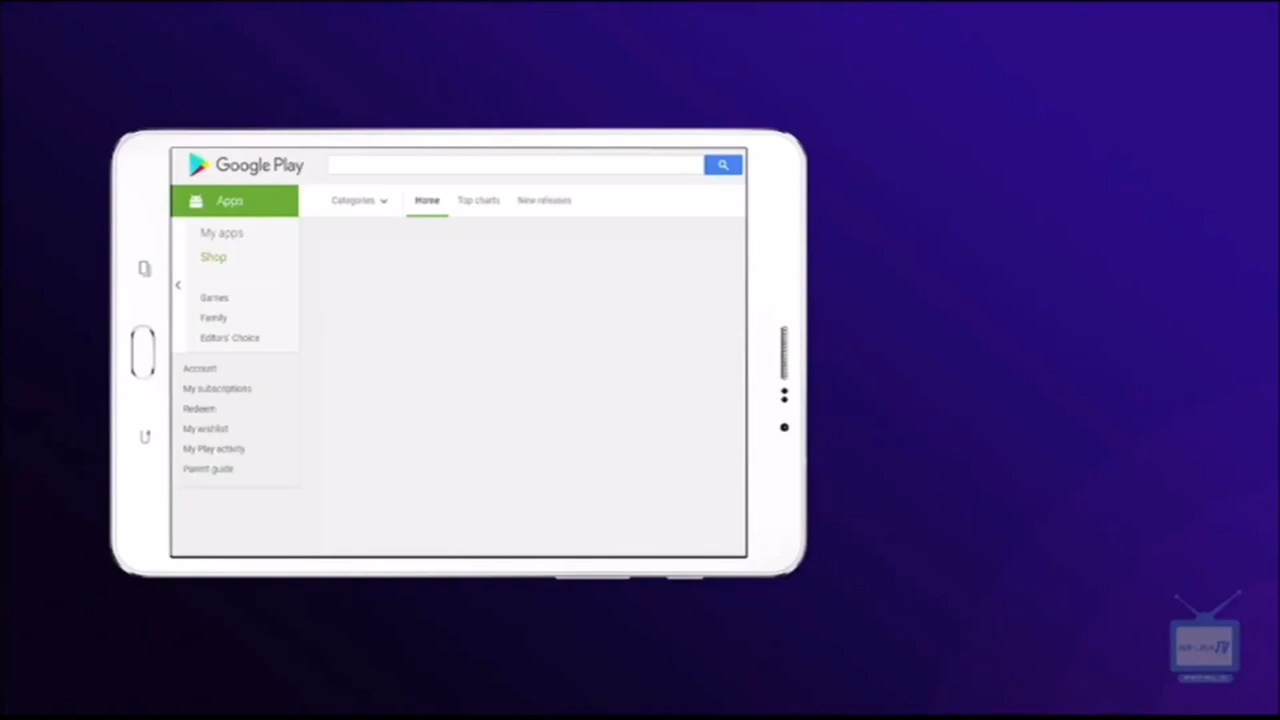 Google Play
Apps
Categories Home Top charts New releases
My apps
Shop
Games
Family
Editors' Choice
Account
My subscriptions
Redeem
My wishlist
My Play activity
Parent guide